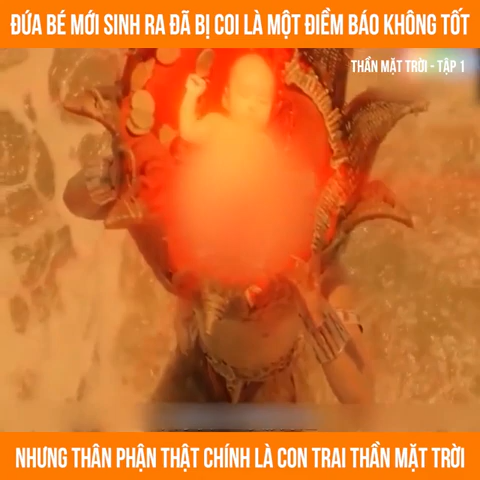 ĐỨA BÉ MỚI SINH RA ĐÃ BỊ COI LÀ MỘT ĐIỀM BÁO KHÔNG TỐT
THẦN MẶT TRỜI - TẬP 1
NHƯNG THÂN PHẬN THẬT CHÍNH LÀ CON TRAI THẦN MẶT TRỜI